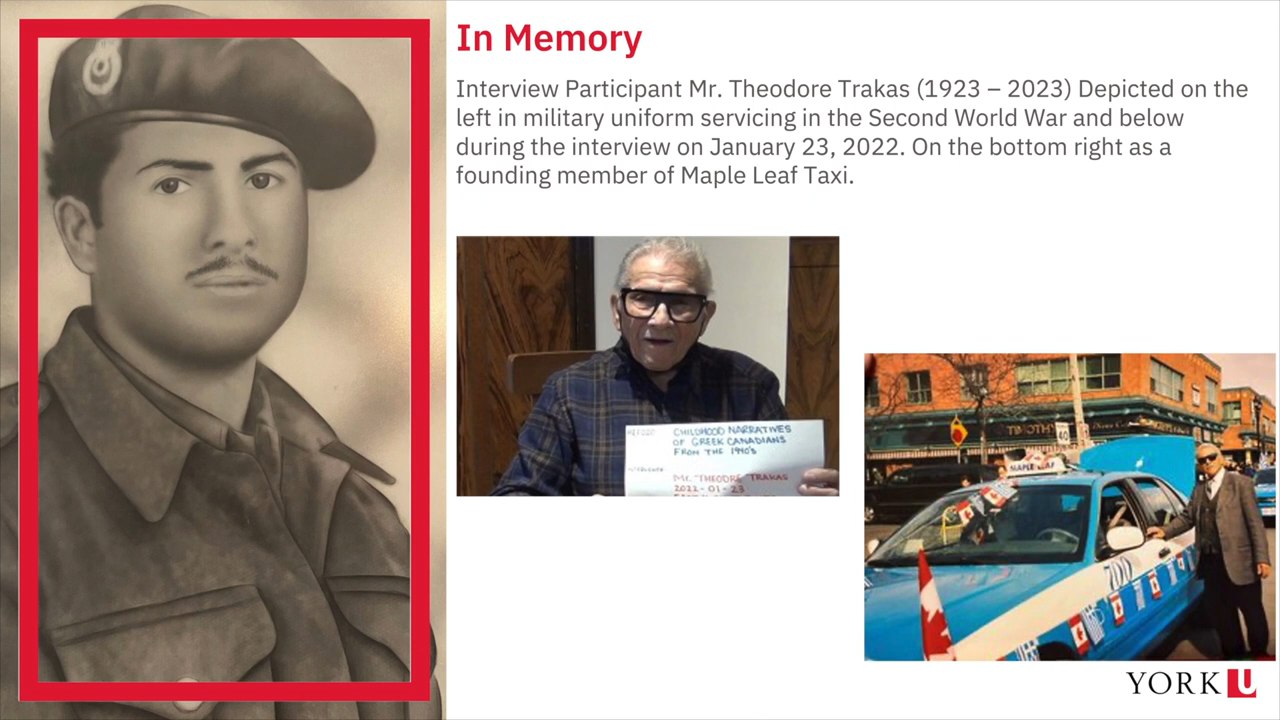 In Memory
Interview Participant Mr. Theodore Trakas (1923 – 2023) Depicted on the
left in military uniform servicing in the Second World War and below
during the interview on January 23, 2022. On the bottom right as a
founding member of Maple Leaf Taxi.
CHILDHOOD NARRATIVES
OF GREEK CANADIANS
FROM THE 1940's
Mr. "THEODORE" TRAKAS
2022-01-23
TIMOTHY'S
40
MAPLE LEAF
700
YORK U